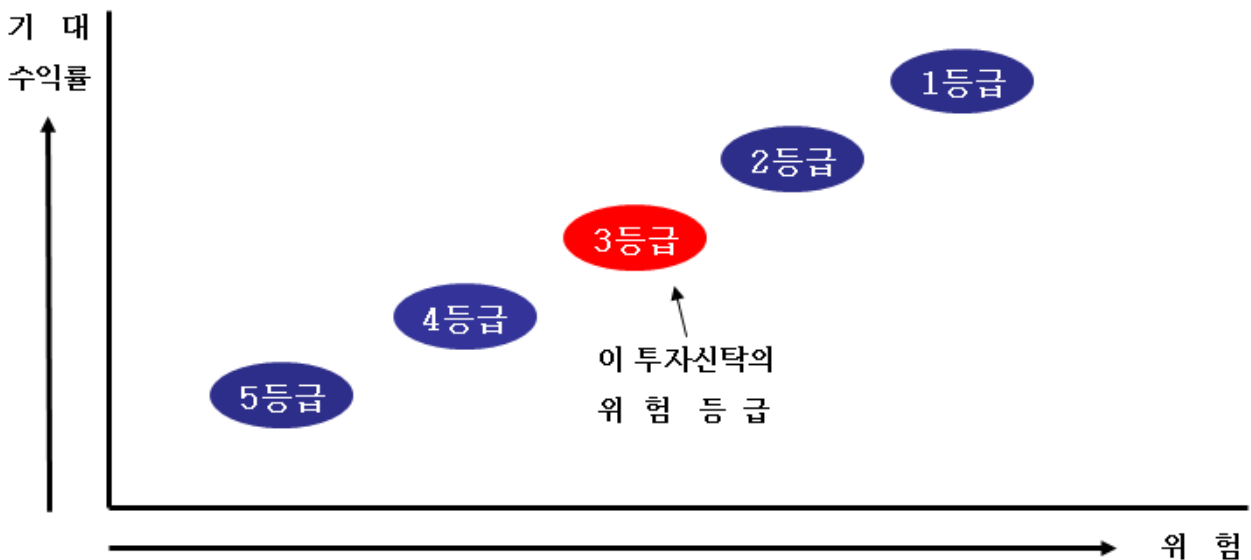 기 대
수익률
1등급
2등급
3등급
4등급
이 투자신탁의
위 험 등 급
5등급
위 험